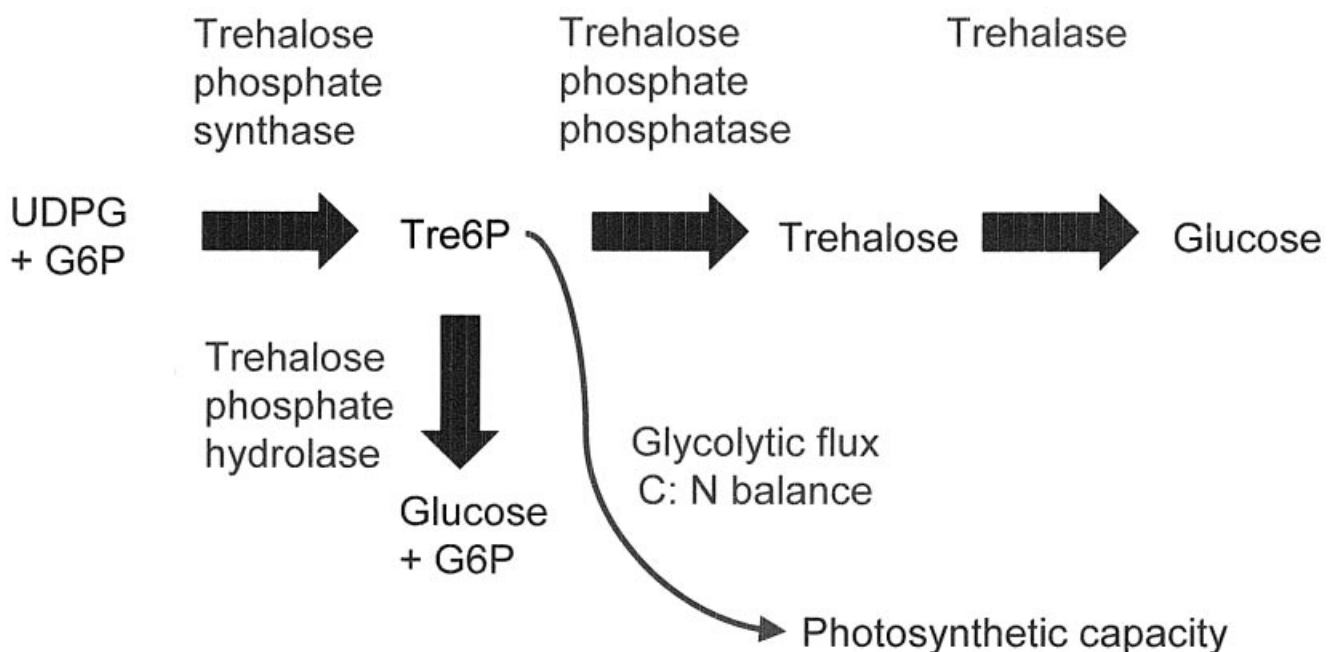 Trehalose
phosphate
synthase
Trehalose
phosphate
phosphatase
Trehalase
UDPG
+ G6P
Tre6P
Trehalose
Glucose
Trehalose
phosphate
hydrolase
Glucose
+ G6P
Glycolytic flux
C: N balance
Photosynthetic capacity